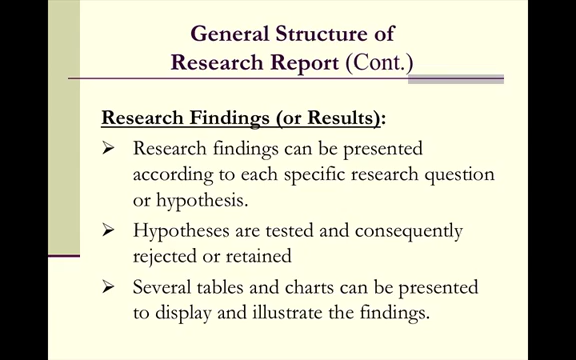 General Structure of
Research Report (Cont.)
Research Findings (or Results):
➢ Research findings can be presented
according to each specific research question
or hypothesis.
➢ Hypotheses are tested and consequently
rejected or retained
➢ Several tables and charts can be presented
to display and illustrate the findings.